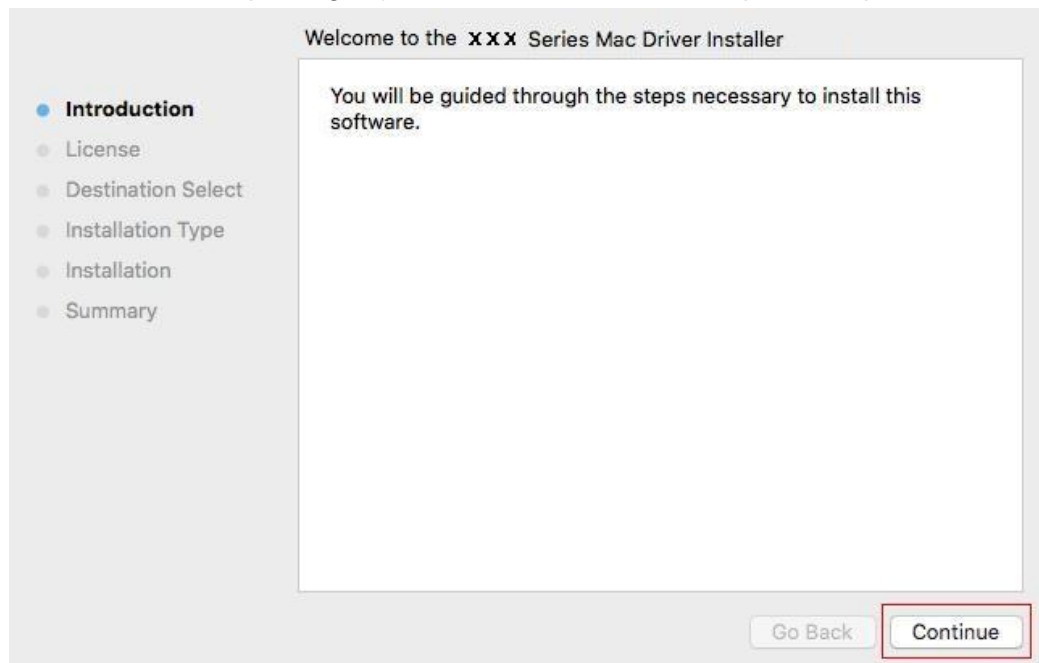 Welcome to the XXX Series Mac Driver Installer
You will be guided through the steps necessary to install this
software.
Introduction
License
Destination Select
Installation Type
Installation
Summary
Go Back
Continue